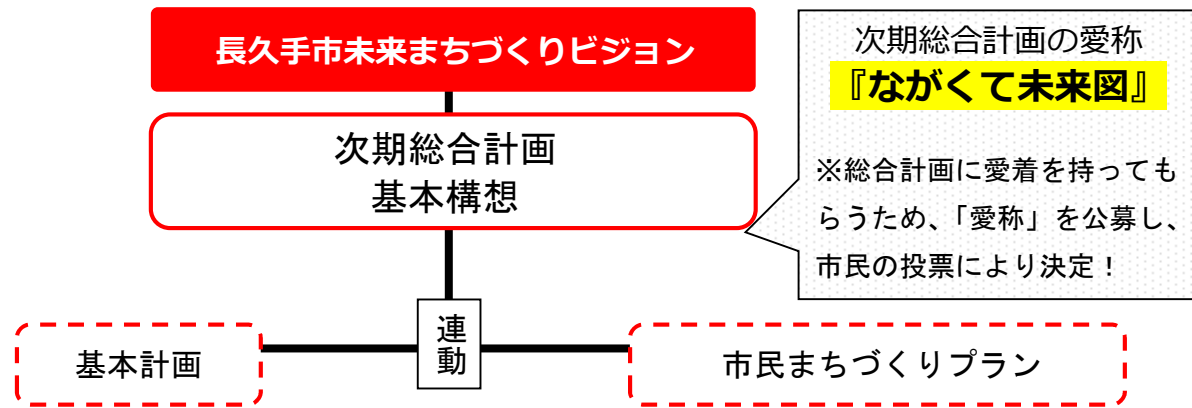 長久手市未来まちづくりビジョン
次期総合計画
基本構想
次期総合計画の愛称
『ながくて未来図』
※総合計画に愛着を持っても
らうため、「愛称」を公募し、
市民の投票により決定！
連動
基本計画
市民まちづくりプラン